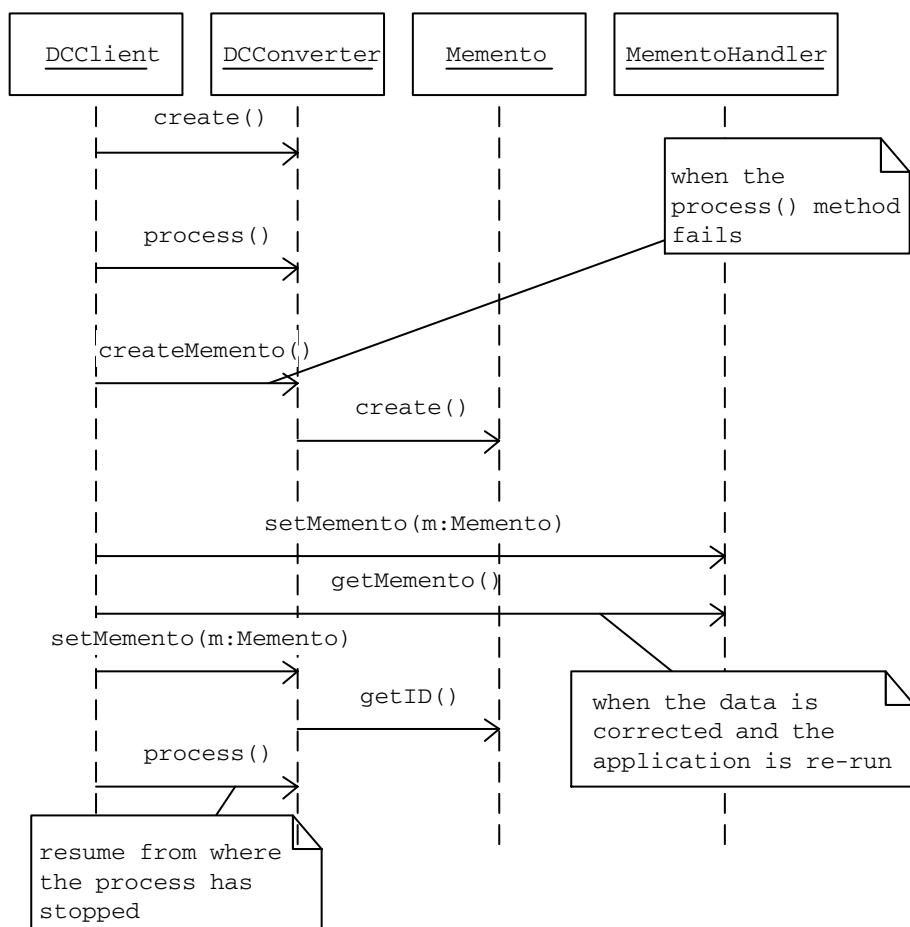 DCClient
DCConverter
Memento
MementoHandler
create()
when the
process() method
fails
process()
createMemento()
create()
setMemento(m:Memento)
getMemento()
setMemento(m:Memento)
getID()
when the data is
corrected and the
application is re-run
process()
resume from where
the process has
stopped